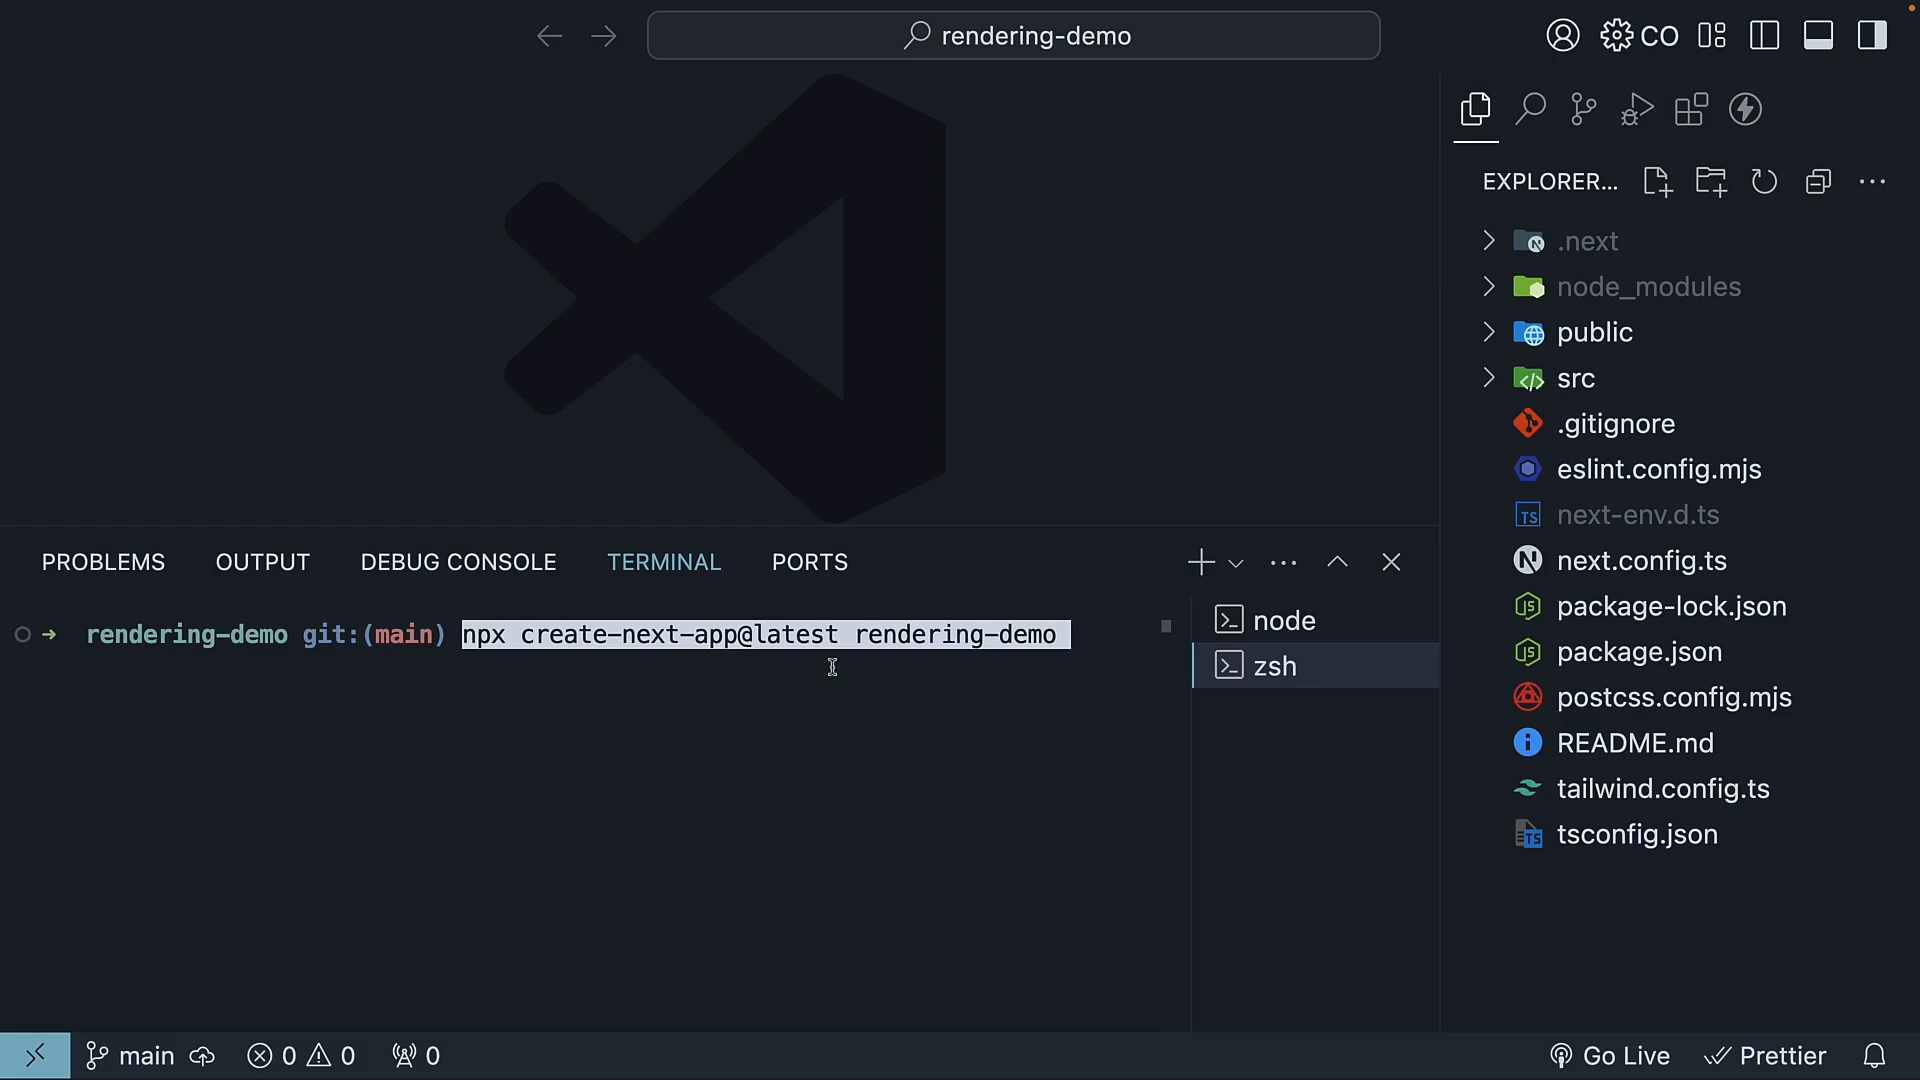 rendering-demo
CO
EXPLORER...
.next
node_modules
public
src
.gitignore
eslint.config.mjs
next-env.d.ts
next.config.ts
package-lock.json
package.json
postcss.config.mjs
README.md
tailwind.config.ts
tsconfig.json
PROBLEMS OUTPUT DEBUG CONSOLE TERMINAL PORTS
rendering-demo git:(main) npx create-next-app@latest rendering-demo
node
zsh
main 0 0 0 Go Live Prettier